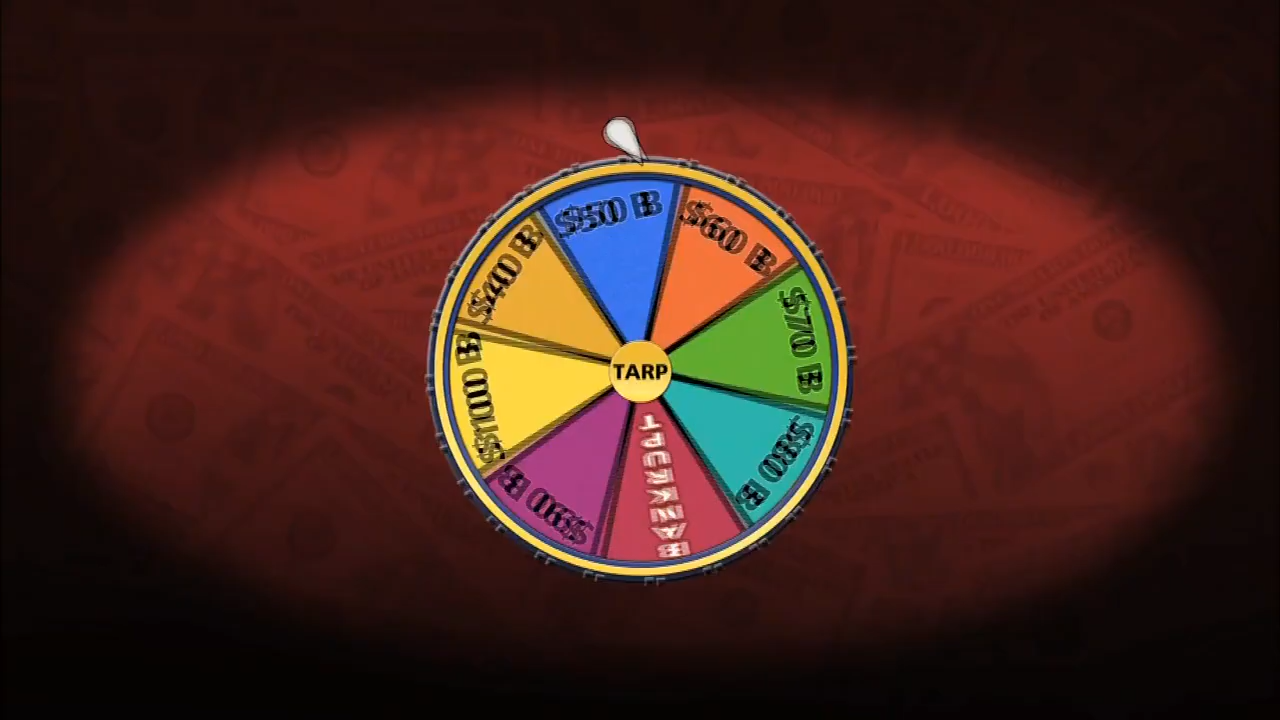 $50 B
$60 B
$70 B
$80 B
BANKRUPT
$90 B
$100 B
$40 B
TARP